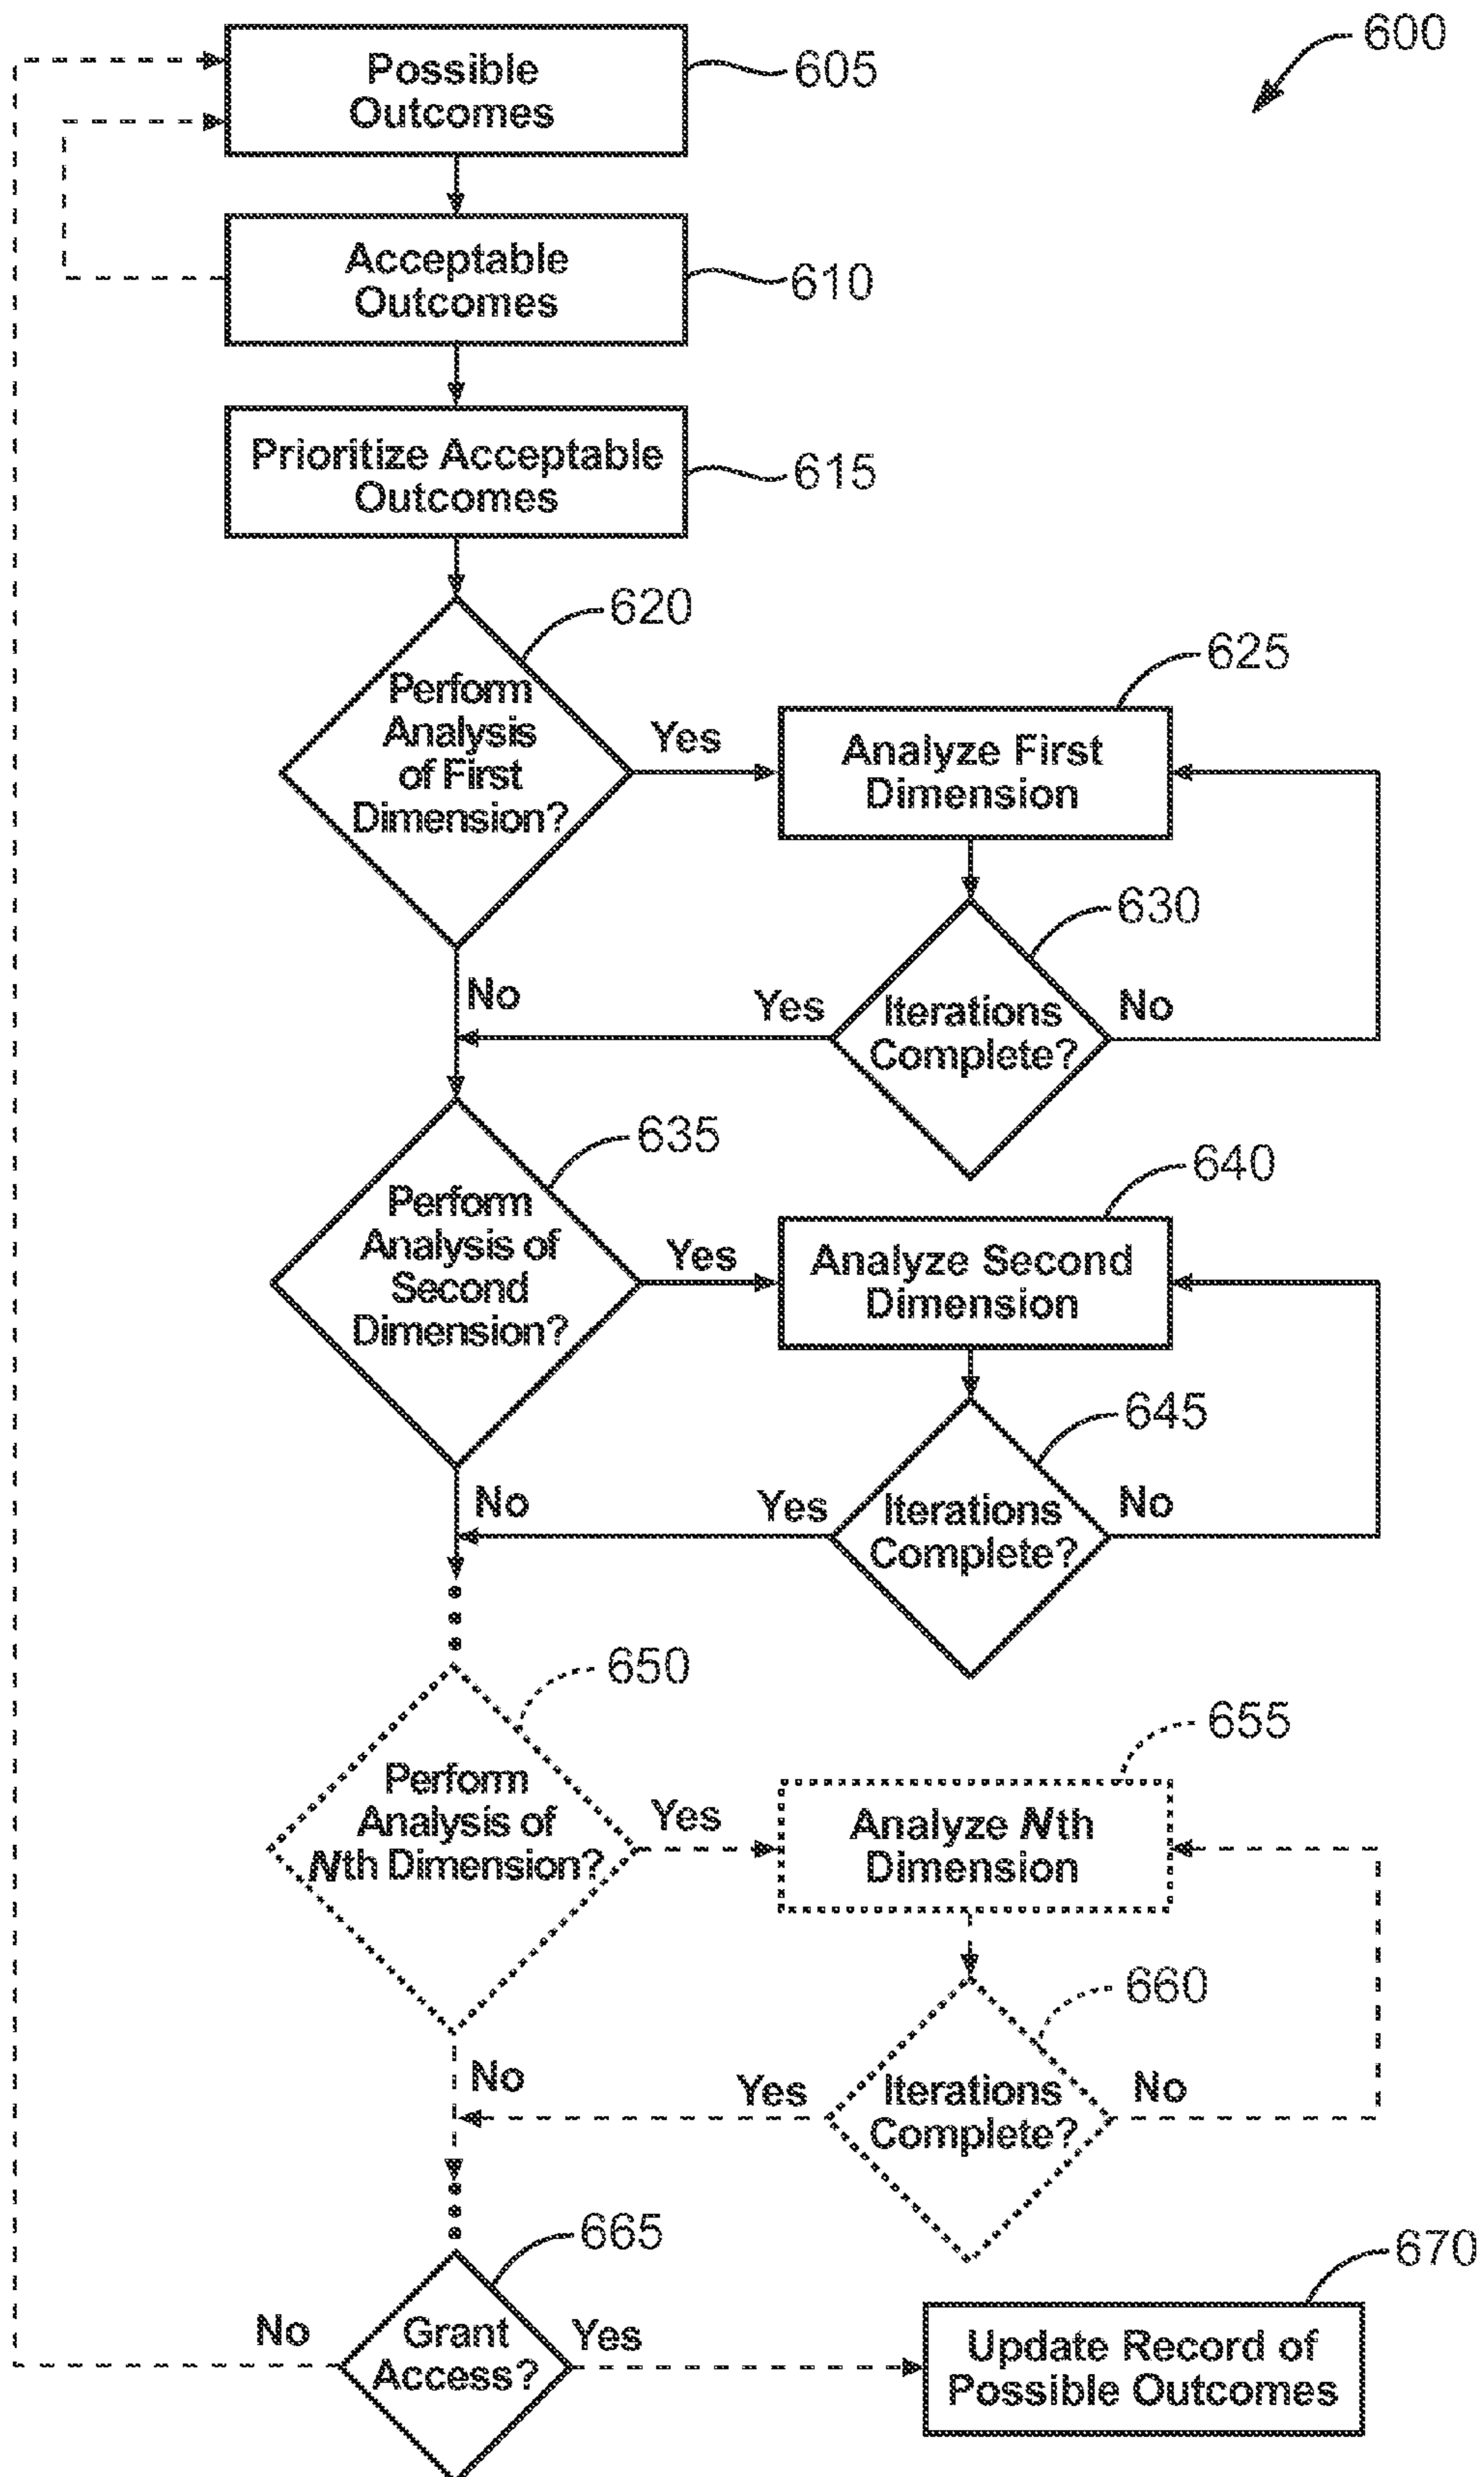 600
Possible
Outcomes
605
Acceptable
Outcomes
610
Prioritize Acceptable
Outcomes
615
620
Perform
Analysis
of First
Dimension?
Yes
625
Analyze First
Dimension
630
No
Yes
Iterations
Complete?
No
635
Perform
Analysis of
Second
Dimension?
Yes
640
Analyze Second
Dimension
645
No
Yes
Iterations
Complete?
No
650
Perform
Analysis of
Nth Dimension?
Yes
655
Analyze Nth
Dimension
660
No
Yes
Iterations
Complete?
No
665
No
Grant
Access?
Yes
670
Update Record of
Possible Outcomes